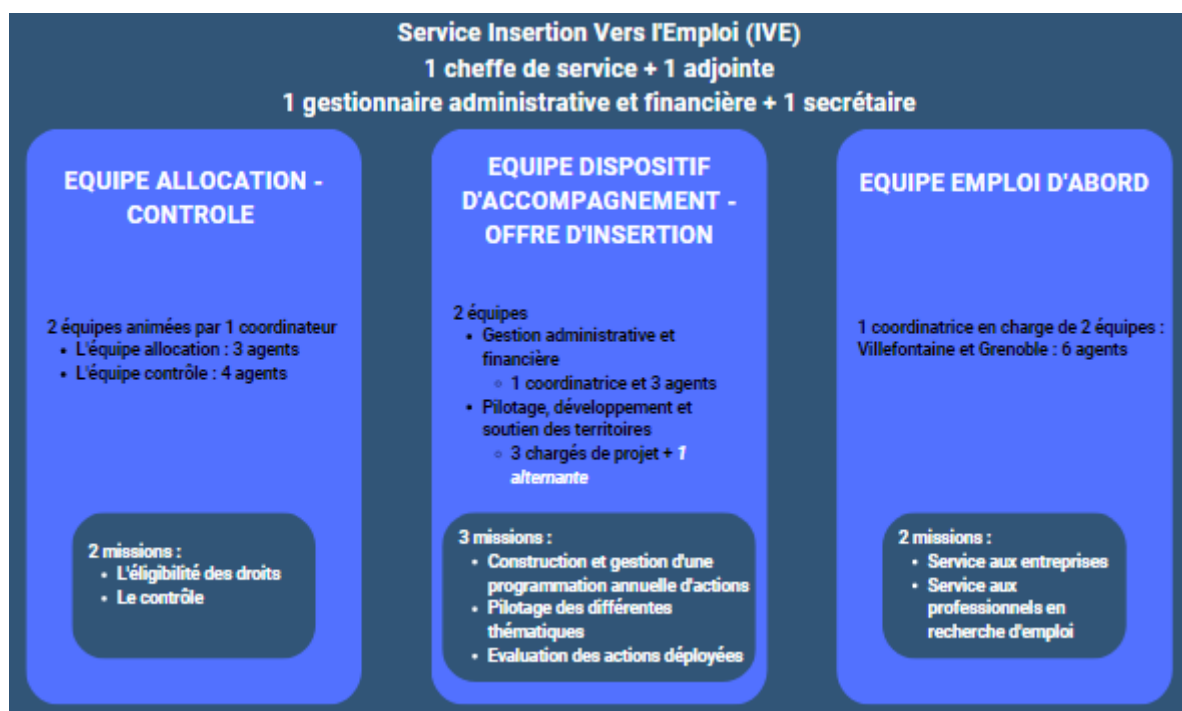 Service Insertion Vers l'Emploi (IVE)
1 cheffe de service + 1 adjointe
1 gestionnaire administrative et financière + 1 secrétaire
EQUIPE ALLOCATION -
CONTROLE
2 équipes animées par 1 coordinateur
• L'équipe allocation : 3 agents
• L'équipe contrôle : 4 agents
2 missions :
• L'éligibilité des droits
• Le contrôle
EQUIPE DISPOSITIF
D'ACCOMPAGNEMENT -
OFFRE D'INSERTION
2 équipes
• Gestion administrative et
financière
○ 1 coordinatrice et 3 agents
• Pilotage, développement et
soutien des territoires
○ 3 chargés de projet + 1
alternante
3 missions :
• Construction et gestion d'une
programmation annuelle d'actions
• Pilotage des différentes
thématiques
• Evaluation des actions déployées
EQUIPE EMPLOI D'ABORD
1 coordinatrice en charge de 2 équipes :
Villefontaine et Grenoble : 6 agents
2 missions :
• Service aux entreprises
• Service aux
professionnels en
recherche d'emploi